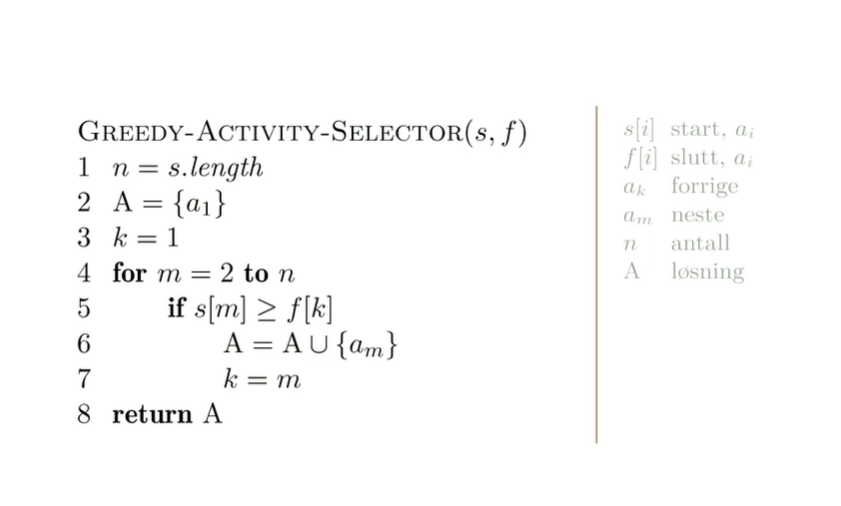 GREEDY-ACTIVITY-SELECTOR(s, f)
1 n = s.length
2 A = {a₁}
3 k = 1
4 for m = 2 to n
5 if s[m] ≥ f[k]
6 A = A ∪ {aₘ}
7 k = m
8 return A
s[i] start, aᵢ
f[i] slutt, aᵢ
aₖ forrige
aₘ neste
n antall
A løsning